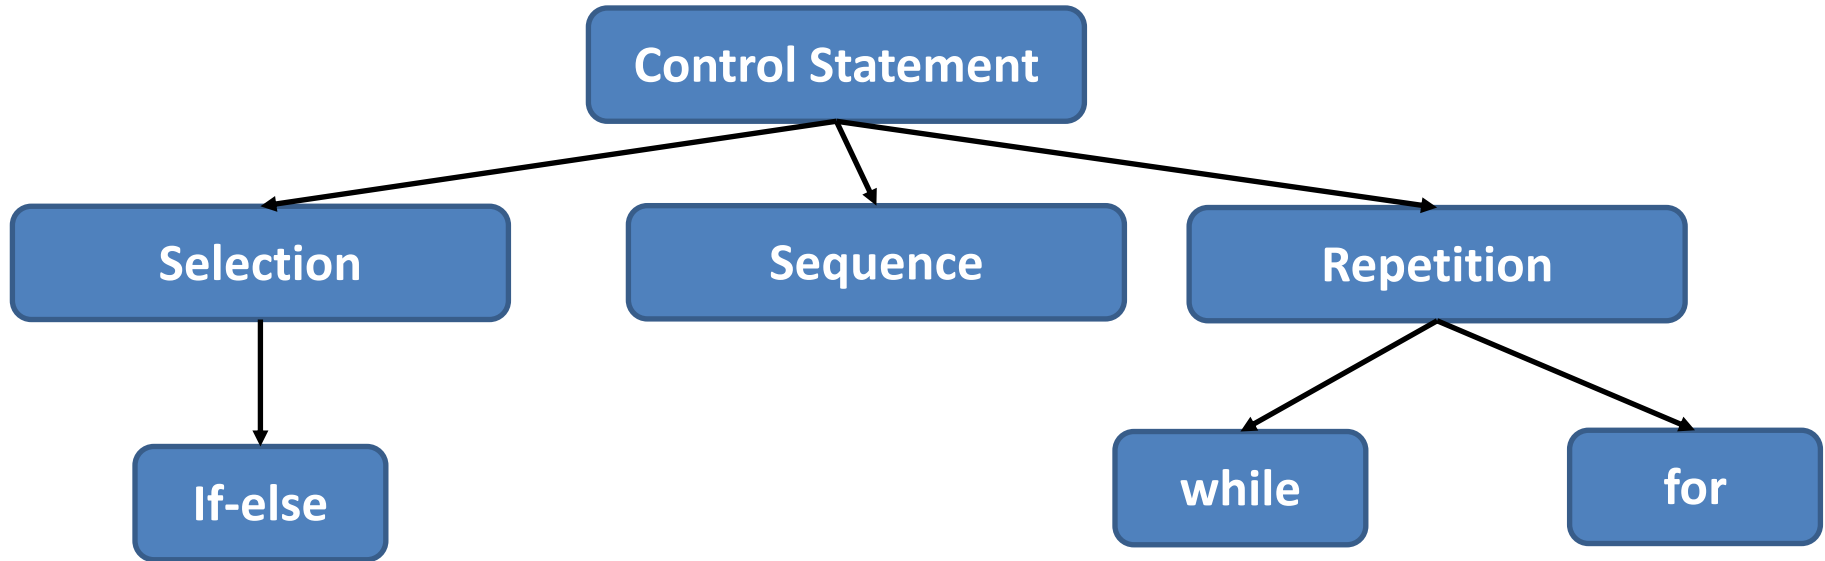 Control Statement
Selection
Sequence
Repetition
If-else
while
for